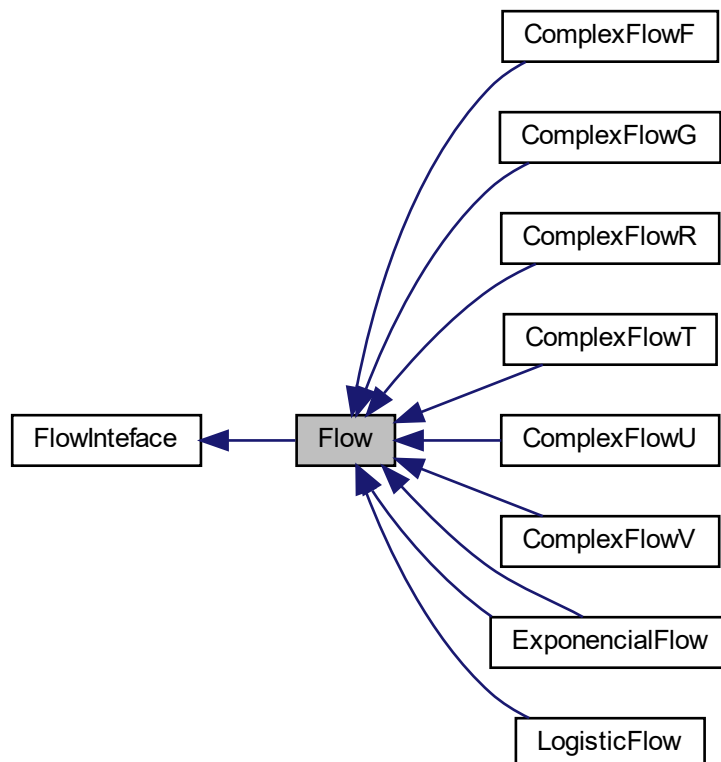 ComplexFlowF
ComplexFlowG
ComplexFlowR
ComplexFlowT
FlowInteface
Flow
ComplexFlowU
ComplexFlowV
ExponencialFlow
LogisticFlow